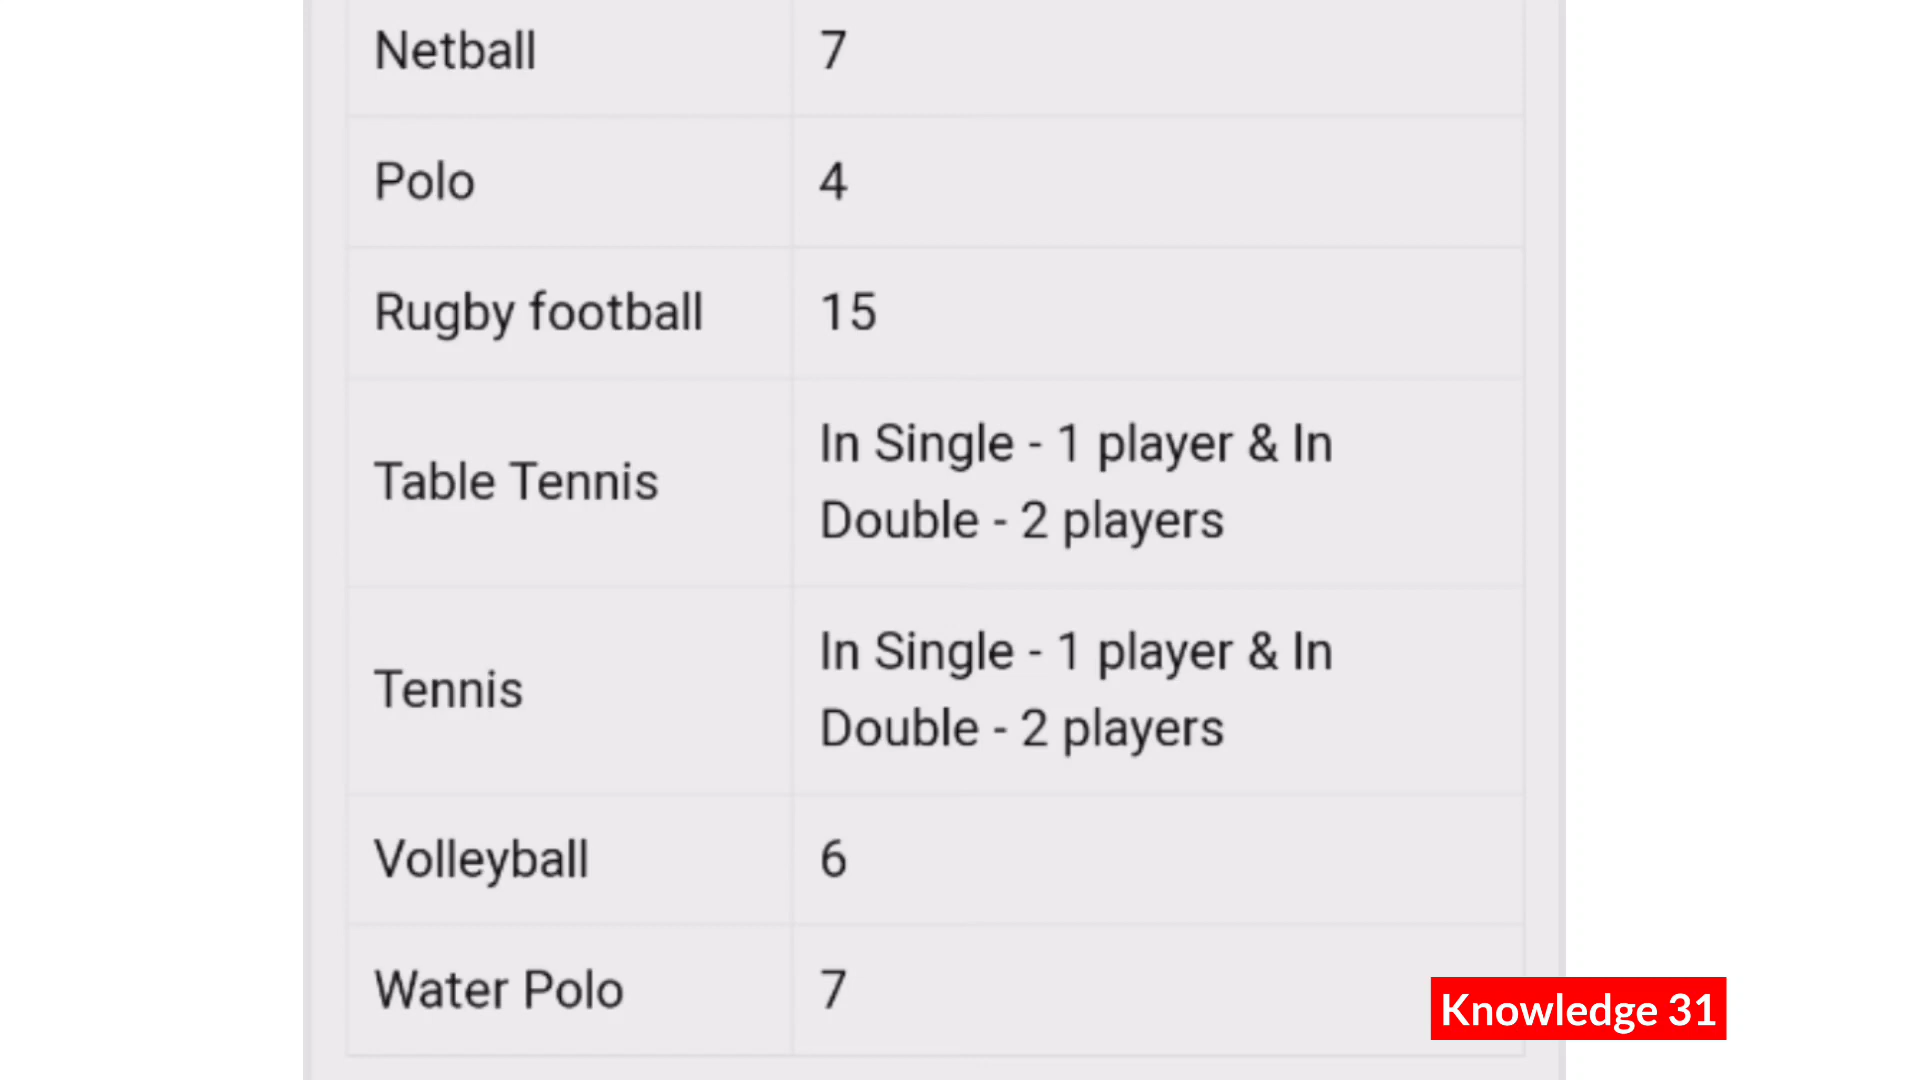 Netball 7
Polo 4
Rugby football 15
Table Tennis In Single - 1 player & In
Double - 2 players
Tennis In Single - 1 player & In
Double - 2 players
Volleyball 6
Water Polo 7
Knowledge 31